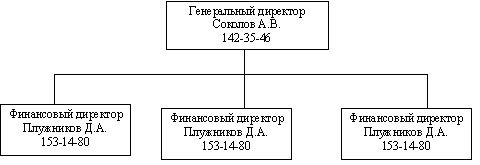 Генеральный директор
Соколов А.В.
142-35-46
Финансовый директор
Плужников Д.А.
153-14-80
Финансовый директор
Плужников Д.А.
153-14-80
Финансовый директор
Плужников Д.А.
153-14-80